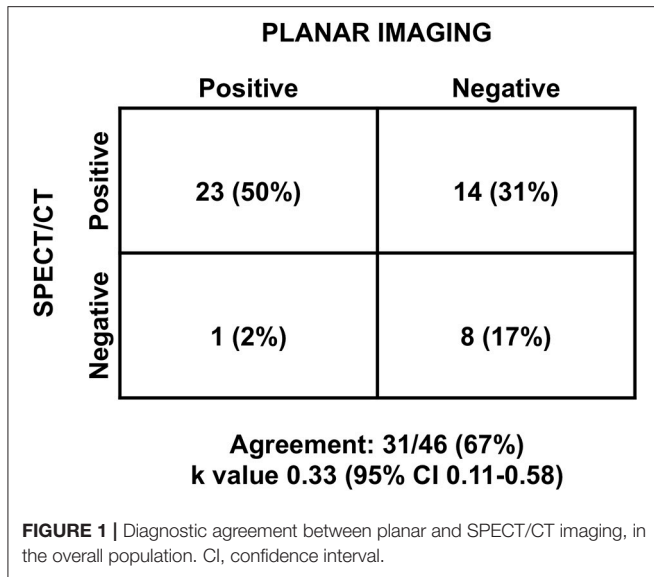 PLANAR IMAGING
Positive Negative
SPECT/CT
Positive
23 (50%) 14 (31%)
Negative
1 (2%) 8 (17%)
Agreement: 31/46 (67%)
k value 0.33 (95% CI 0.11-0.58)
FIGURE 1 | Diagnostic agreement between planar and SPECT/CT imaging, in
the overall population. CI, confidence interval.